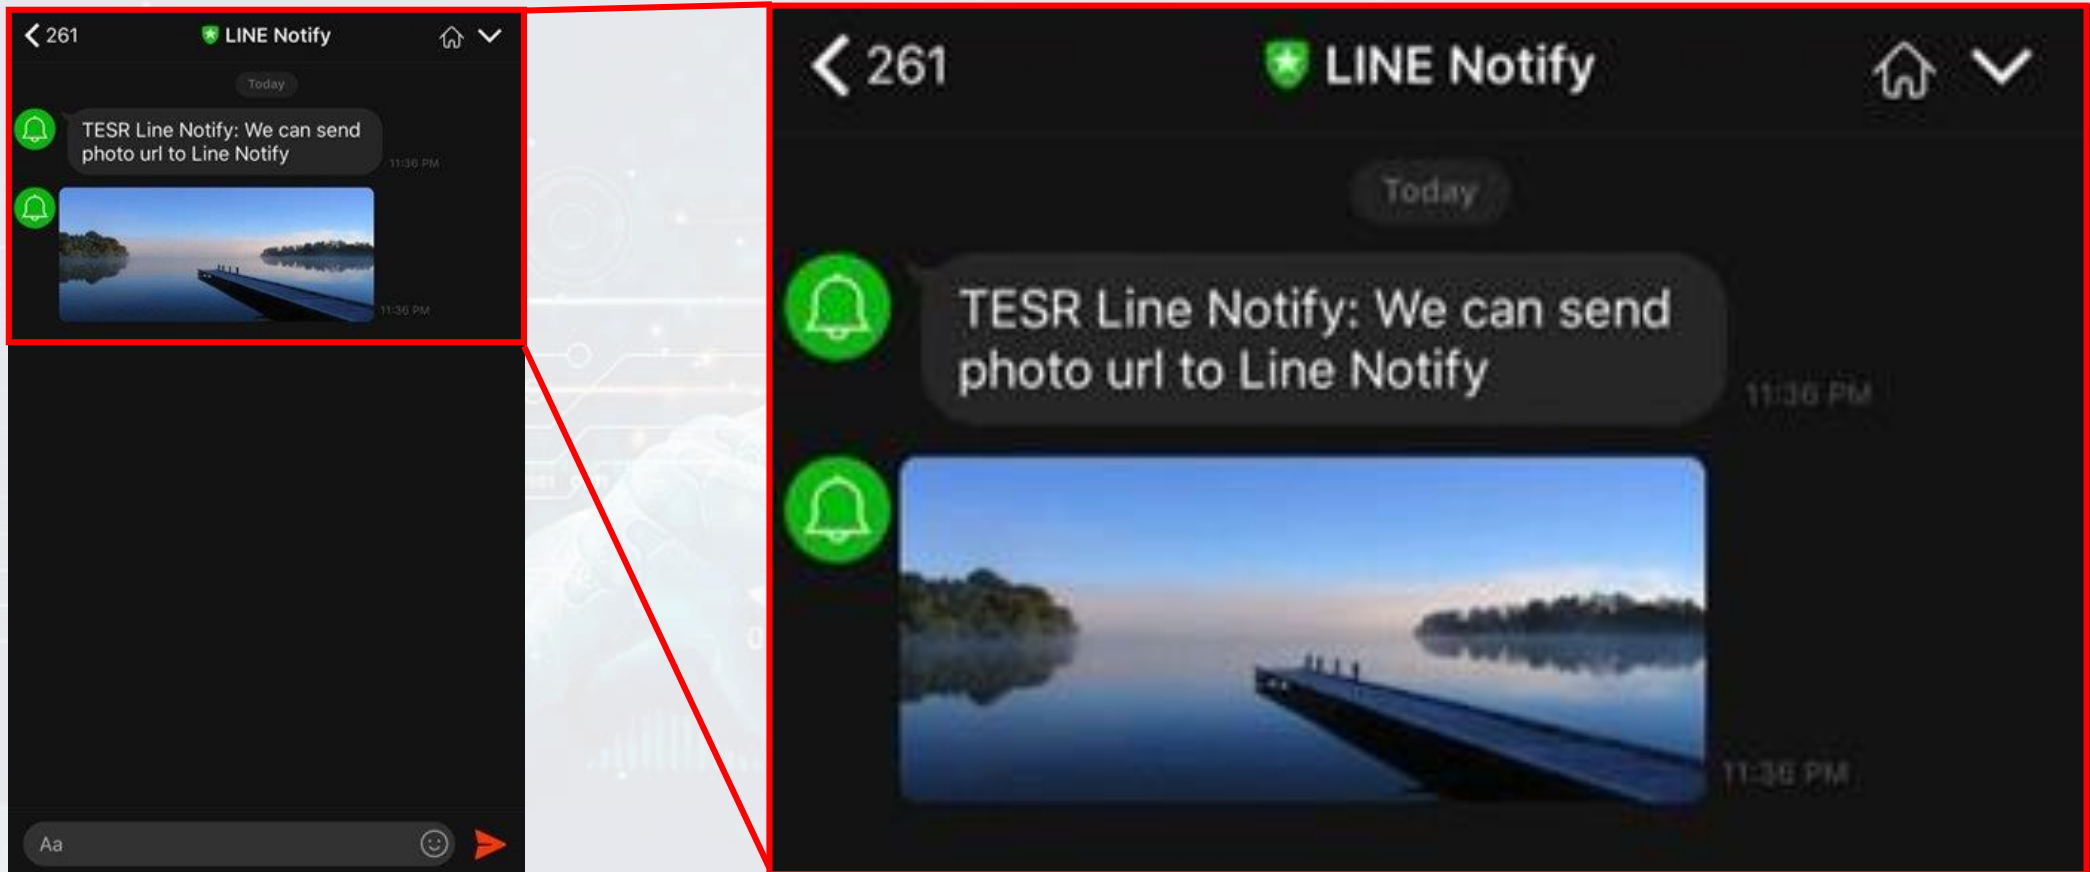 261
LINE Notify
Today
TESR Line Notify: We can send
photo url to Line Notify
11:36 PM
11:36 PM
Aa
261
LINE Notify
Today
TESR Line Notify: We can send
photo url to Line Notify
11:36 PM
11:36 PM